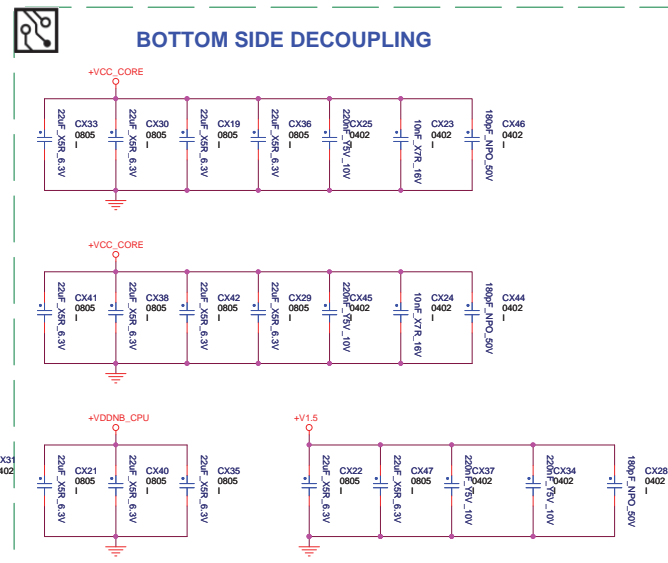 BOTTOM SIDE DECOUPLING
+VCC_CORE
22uF_X5R_6.3V
CX33
0805
I
22uF_X5R_6.3V
CX30
0805
I
22uF_X5R_6.3V
CX19
0805
I
22uF_X5R_6.3V
CX36
0805
I
220nF_Y5V_10V
CX25
0402
10nF_X7R_16V
CX23
0402
I
180pF_NPO_50V
CX46
0402
I
+VCC_CORE
22uF_X5R_6.3V
CX41
0805
I
22uF_X5R_6.3V
CX38
0805
I
22uF_X5R_6.3V
CX42
0805
I
22uF_X5R_6.3V
CX29
0805
I
220nF_Y5V_10V
CX45
0402
10nF_X7R_16V
CX24
0402
I
180pF_NPO_50V
CX44
0402
I
+VDDNB_CPU
X31
402
22uF_X5R_6.3V
CX21
0805
I
22uF_X5R_6.3V
CX40
0805
I
22uF_X5R_6.3V
CX35
0805
I
+V1.5
22uF_X5R_6.3V
CX22
0805
I
22uF_X5R_6.3V
CX47
0805
I
220nF_Y5V_10V
CX37
0402
220nF_Y5V_10V
CX34
0402
180pF_NPO_50V
CX28
0402
I